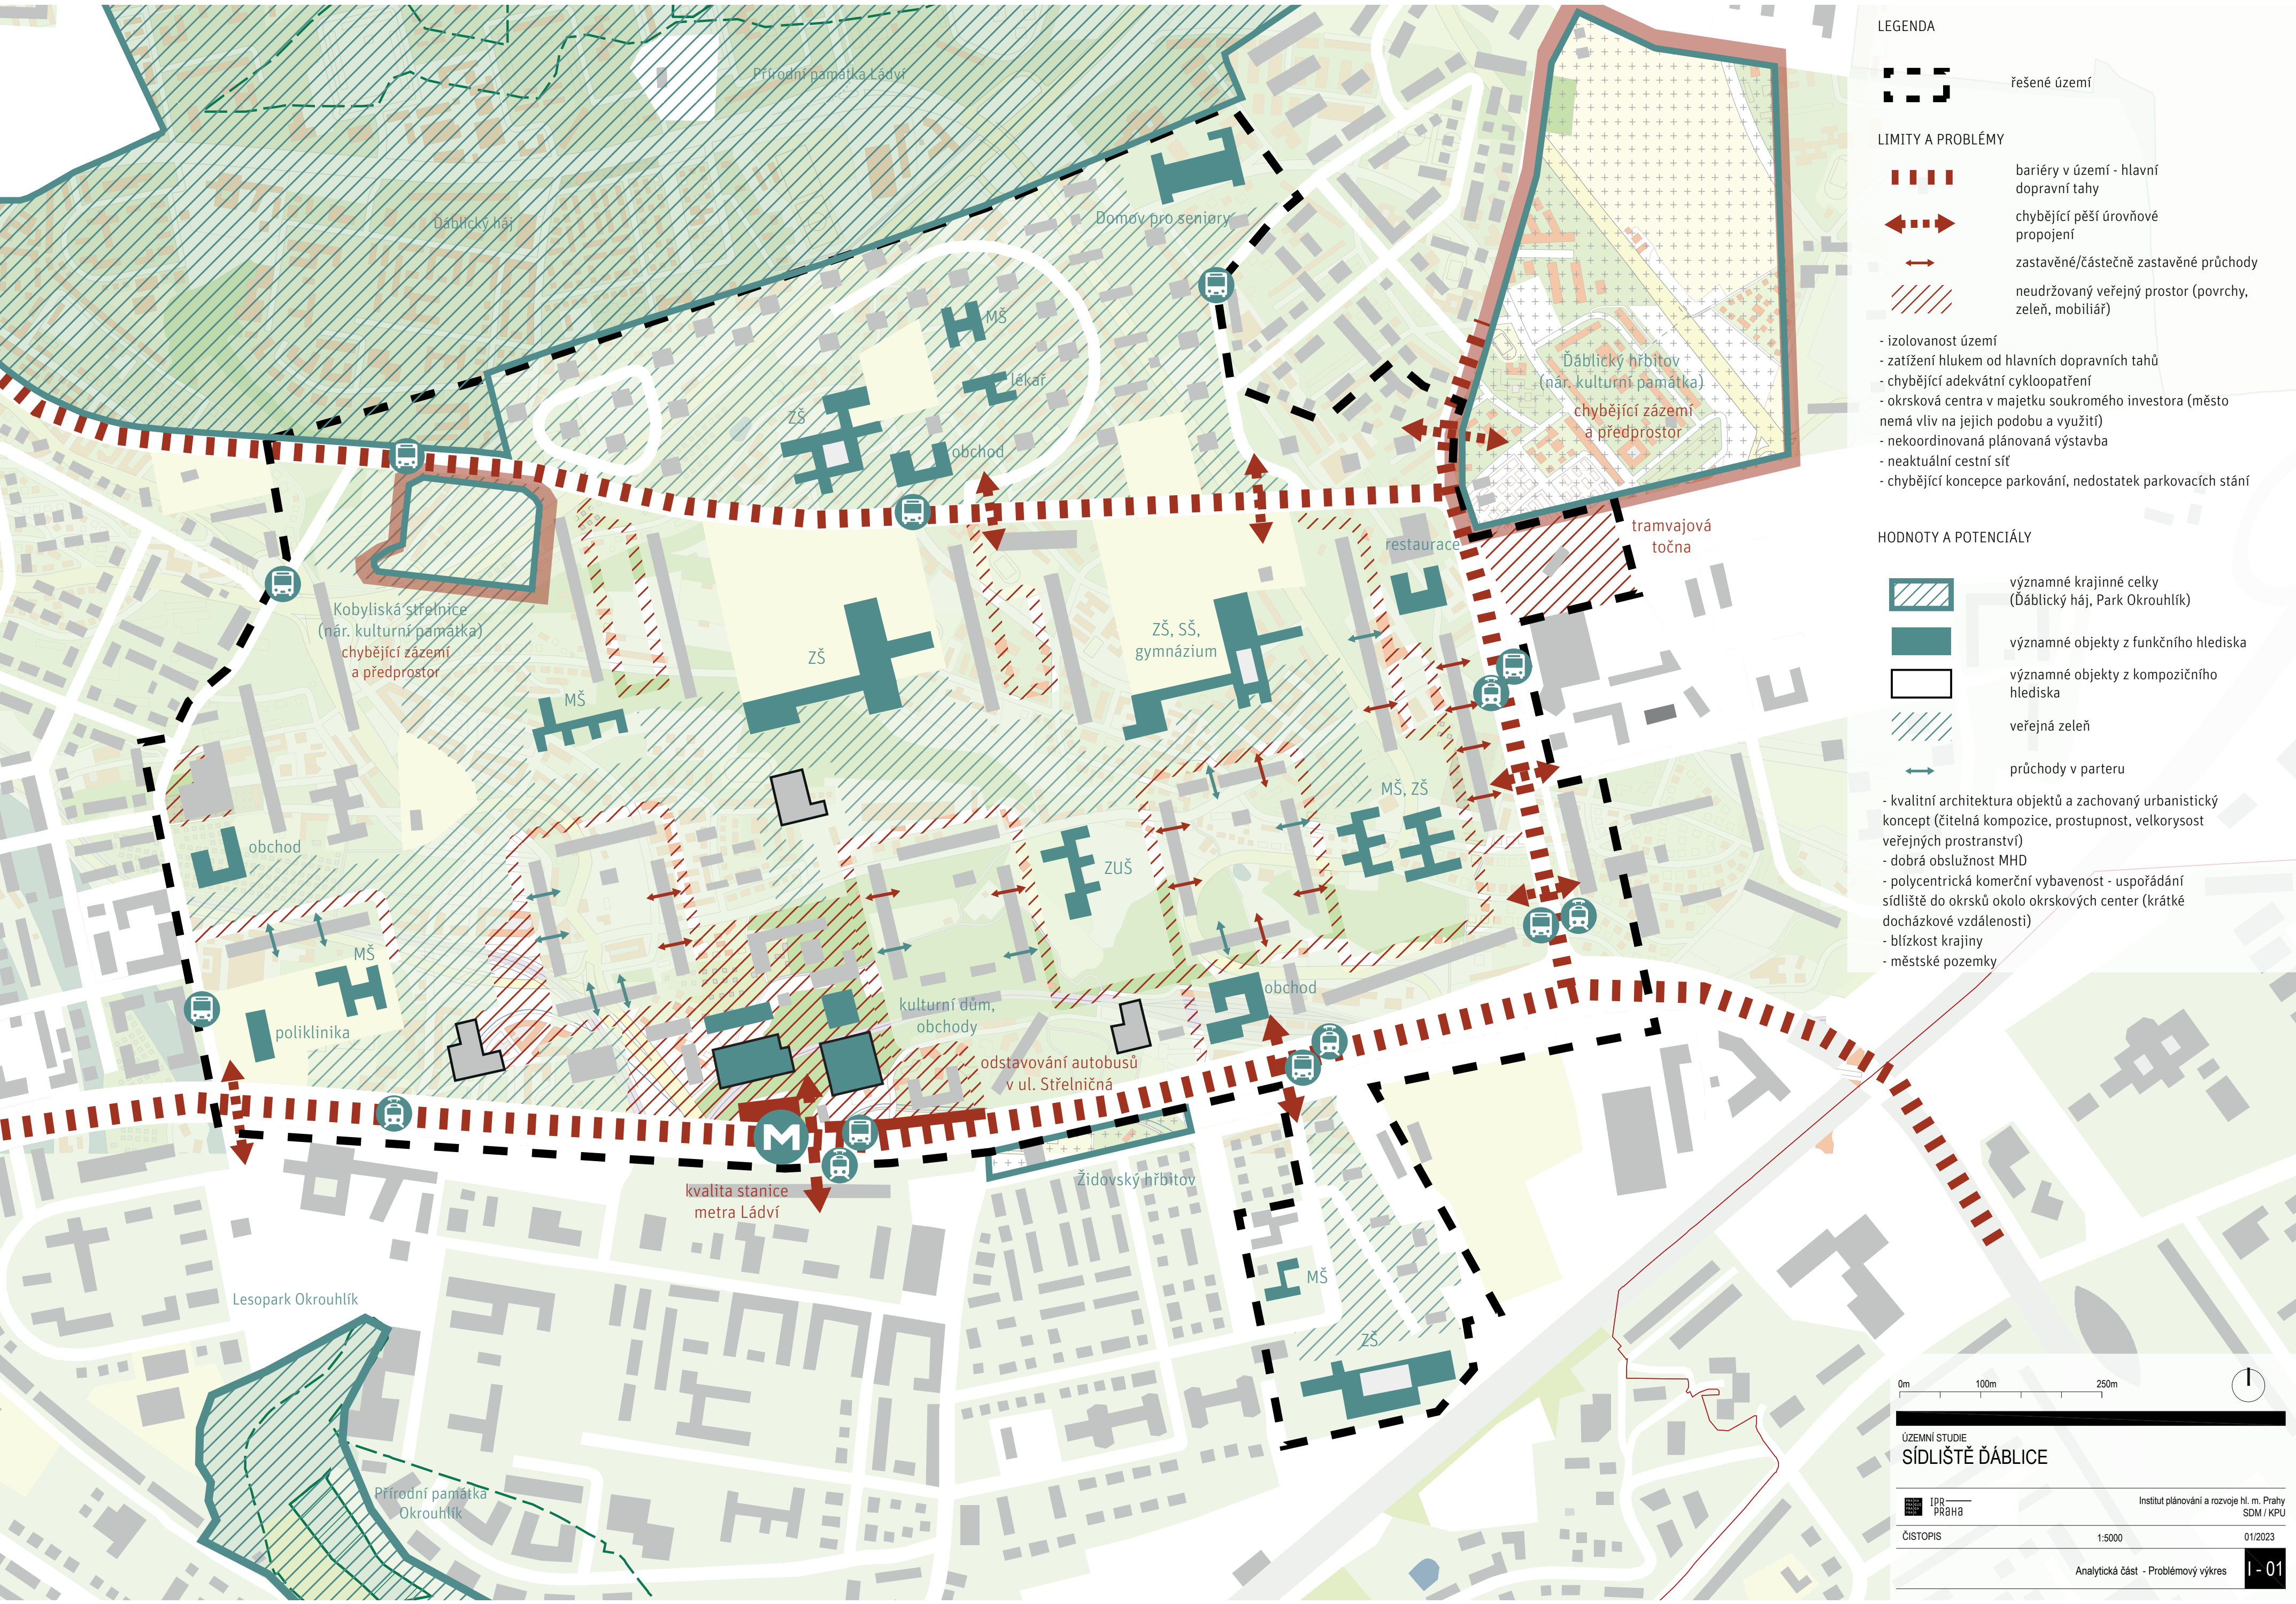 Přírodní památka Ládví
Ďáblický háj
Domov pro seniory
MŠ
lékař
ZŠ
obchod
Ďáblický hřbitov
(nár. kulturní památka)
chybějící zázemí
a předprostor
tramvajová
točna
restaurace
Kobyliská střelnice
(nár. kulturní památka)
chybějící zázemí
a předprostor
ZŠ
ZŠ, SŠ,
gymnázium
MŠ
MŠ, ZŠ
obchod
ZUŠ
MŠ
poliklinika
kulturní dům,
obchody
obchod
odstavování autobusů
v ul. Střelničná
M
kvalita stanice
metra Ládví
Židovský hřbitov
MŠ
ZŠ
Lesopark Okrouhlík
Přírodní památka
Okrouhlík
LEGENDA
řešené území
LIMITY A PROBLÉMY
bariéry v území - hlavní
dopravní tahy
chybějící pěší úrovňové
propojení
zastavěné/částečně zastavěné průchody
neudržovaný veřejný prostor (povrchy,
zeleň, mobiliář)
- izolovanost území
- zatížení hlukem od hlavních dopravních tahů
- chybějící adekvátní cykloopatření
- okrsková centra v majetku soukromého investora (město
nemá vliv na jejich podobu a využití)
- nekoordinovaná plánovaná výstavba
- neaktuální cestní síť
- chybějící koncepce parkování, nedostatek parkovacích stání
HODNOTY A POTENCIÁLY
významné krajinné celky
(Ďáblický háj, Park Okrouhlík)
významné objekty z funkčního hlediska
významné objekty z kompozičního
hlediska
veřejná zeleň
průchody v parteru
- kvalitní architektura objektů a zachovaný urbanistický
koncept (čitelná kompozice, prostupnost, velkorysost
veřejných prostranství)
- dobrá obslužnost MHD
- polycentrická komerční vybavenost - uspořádání
sídliště do okrsků okolo okrskových center (krátké
docházkové vzdálenosti)
- blízkost krajiny
- městské pozemky
0m 100m 250m
ÚZEMNÍ STUDIE
SÍDLIŠTĚ ĎÁBLICE
IPR
PRAHA
Institut plánování a rozvoje hl. m. Prahy
SDM / KPU
ČISTOPIS 1:5000 01/2023
Analytická část - Problémový výkres I - 01